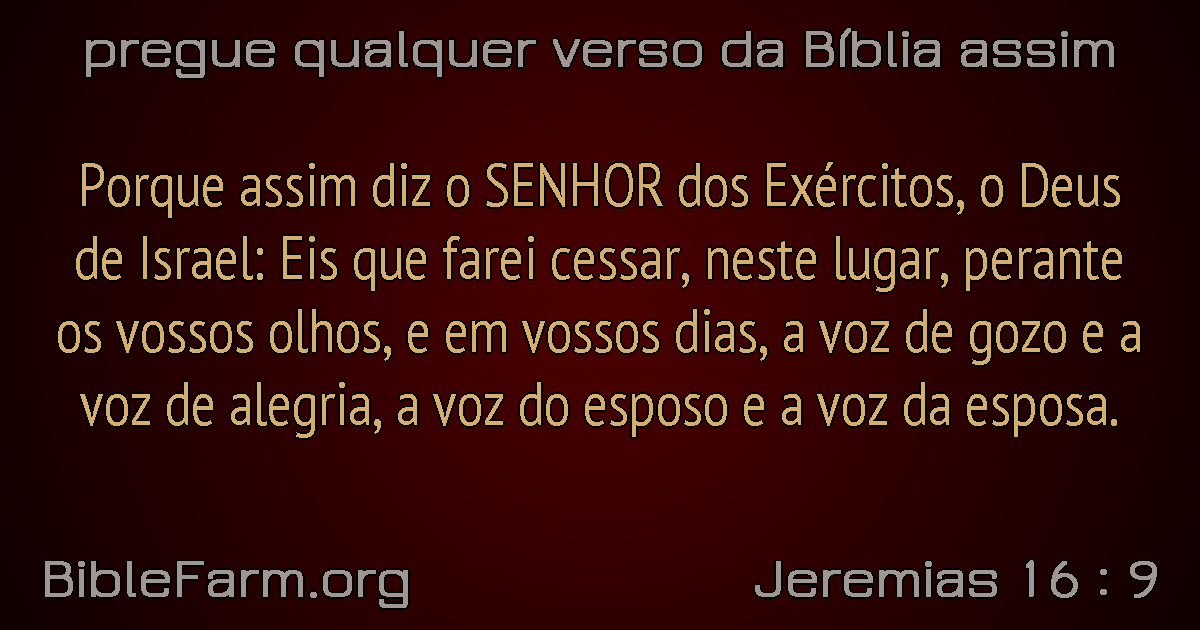 pregue qualquer verso da Bíblia assim
Porque assim diz o SENHOR dos Exércitos, o Deus
de Israel: Eis que farei cessar, neste lugar, perante
os vossos olhos, e em vossos dias, a voz de gozo e a
voz de alegria, a voz do esposo e a voz da esposa.
BibleFarm.org
Jeremias 16 : 9